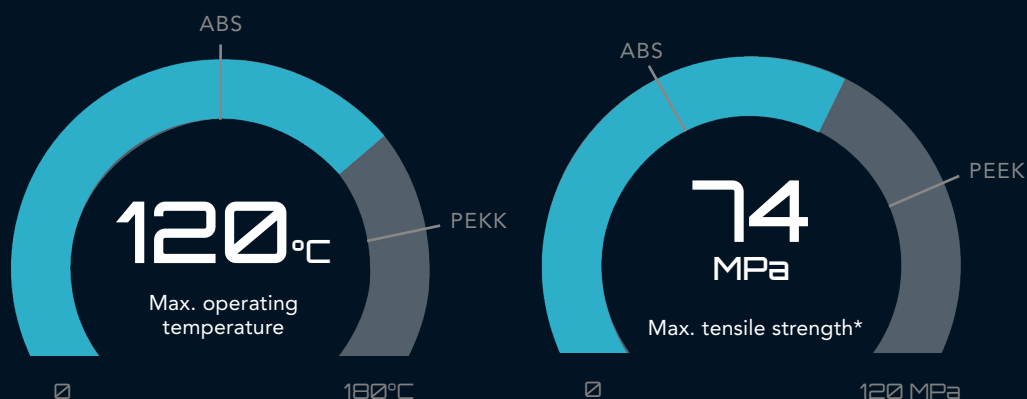 ABS
120°C
Max. operating
temperature
PEKK
0
180°C
ABS
74
MPa
Max. tensile strength*
PEEK
0
120 MPa